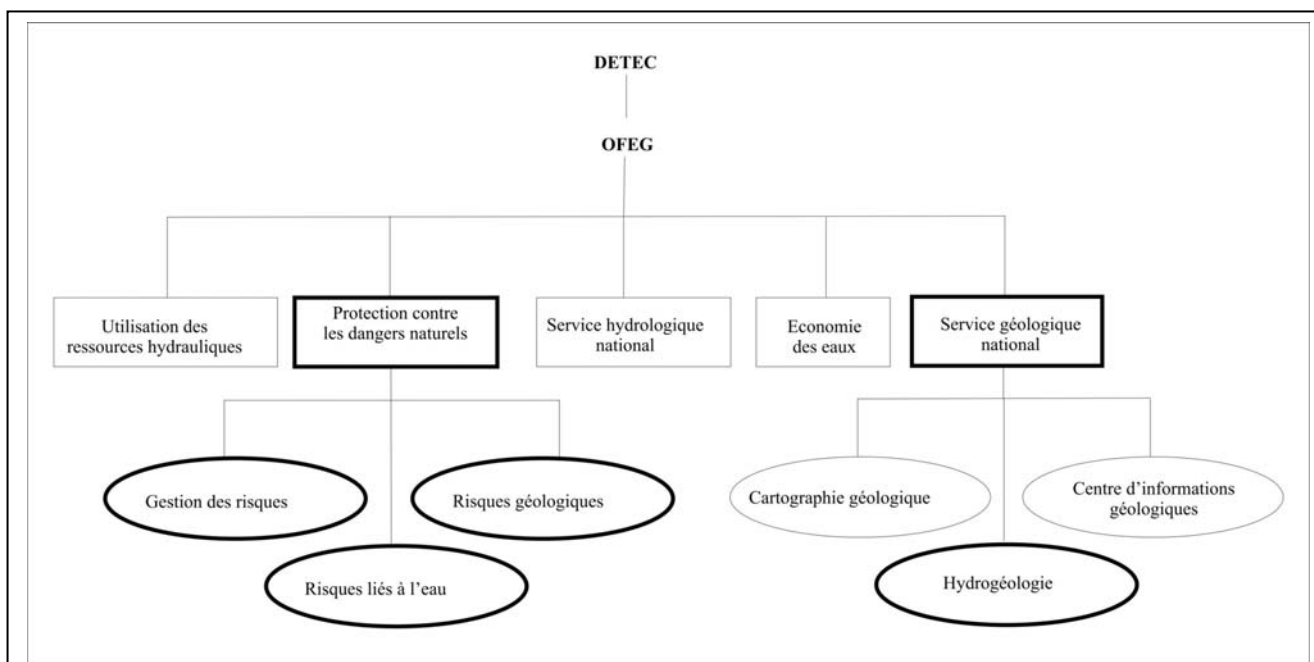 DETEC
OFEG
Utilisation des
ressources hydrauliques
Protection contre
les dangers naturels
Service hydrologique
national
Economie
des eaux
Service géologique
national
Gestion des risques
Risques géologiques
Risques liés à l’eau
Cartographie géologique
Centre d’informations
géologiques
Hydrogéologie